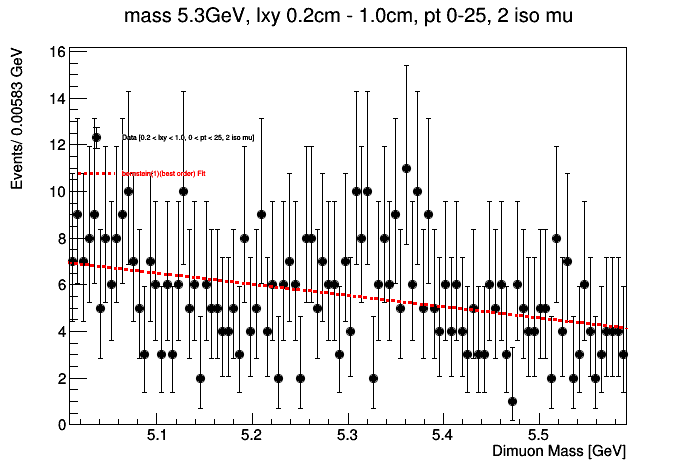 mass 5.3GeV, lxy 0.2cm - 1.0cm, pt 0-25, 2 iso mu
Events/ 0.00583 GeV
16
14
12
10
8
6
4
2
0
Data [0.2 < lxy < 1.0, 0 < pt < 25, 2 iso mu]
bernstein(1)(best order) Fit
5.1 5.2 5.3 5.4 5.5
Dimuon Mass [GeV]